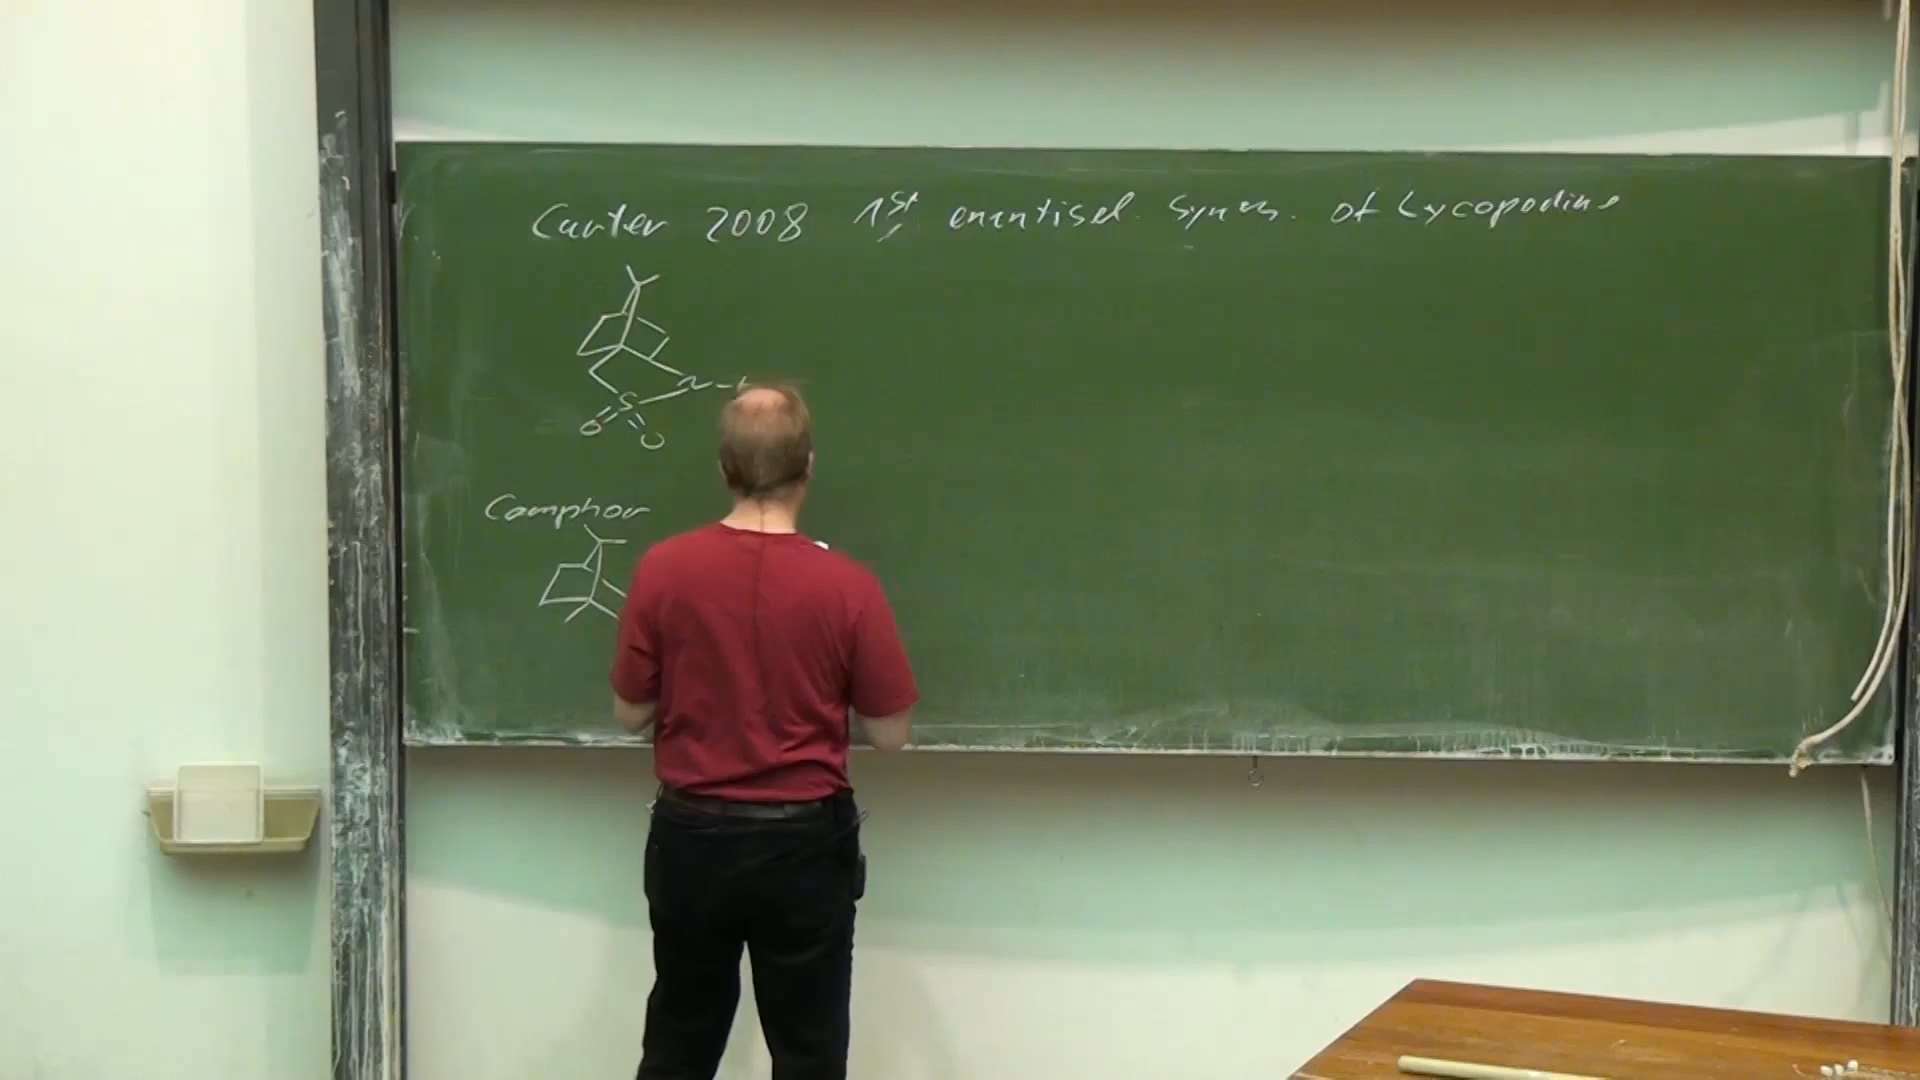 Carter 2008 1st enantisel. Synth. of Lycopodine
N
S
O O
Camphor